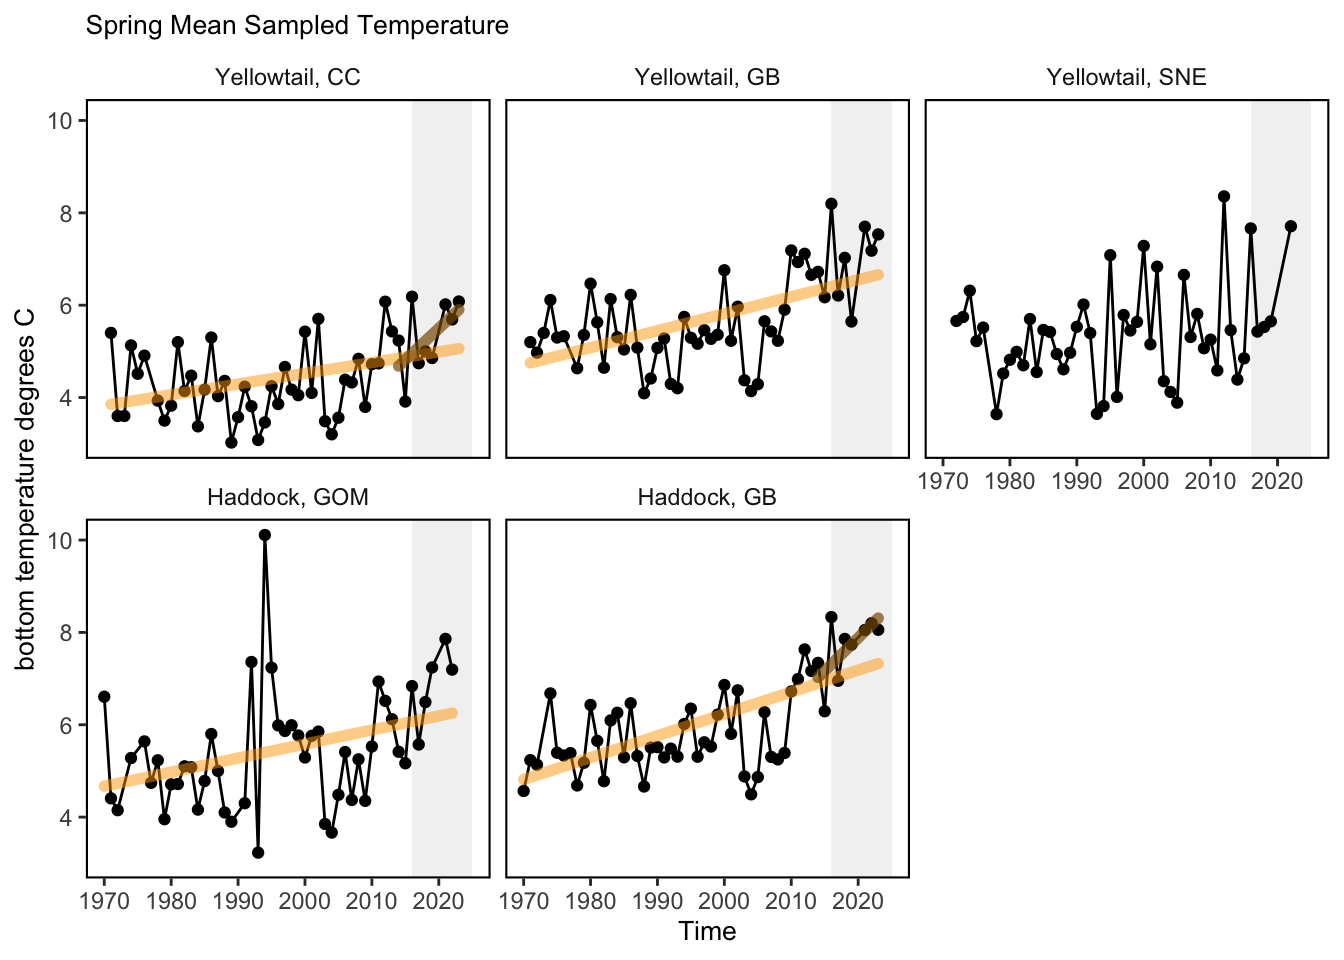 Spring Mean Sampled Temperature
Yellowtail, CC
Yellowtail, GB
Yellowtail, SNE
10
8
6
4
1970 1980 1990 2000 2010 2020
bottom temperature degrees C
Haddock, GOM
Haddock, GB
10
8
6
4
1970 1980 1990 2000 2010 2020
1970 1980 1990 2000 2010 2020
Time